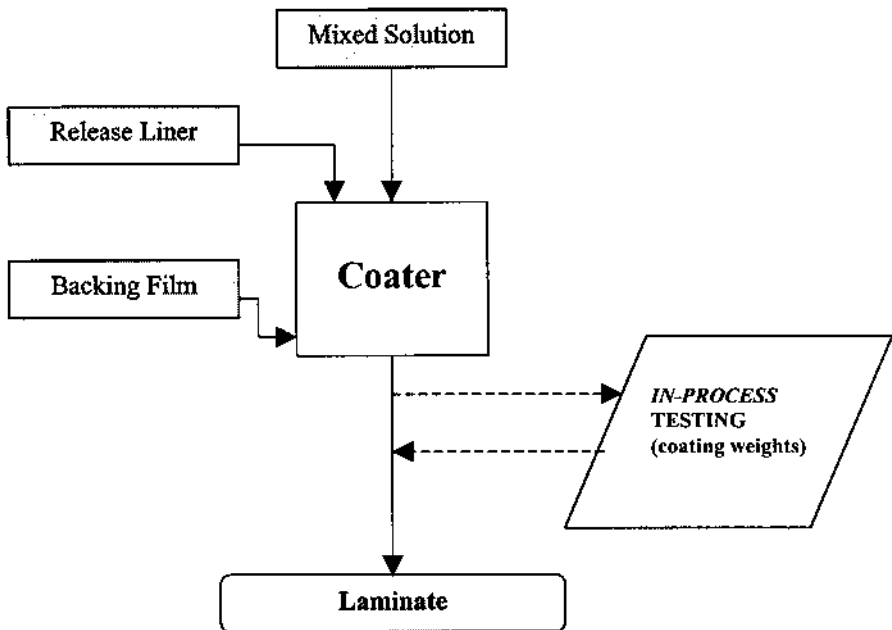 Mixed Solution
Release Liner
Coater
Backing Film
IN-PROCESS
TESTING
(coating weights)
Laminate